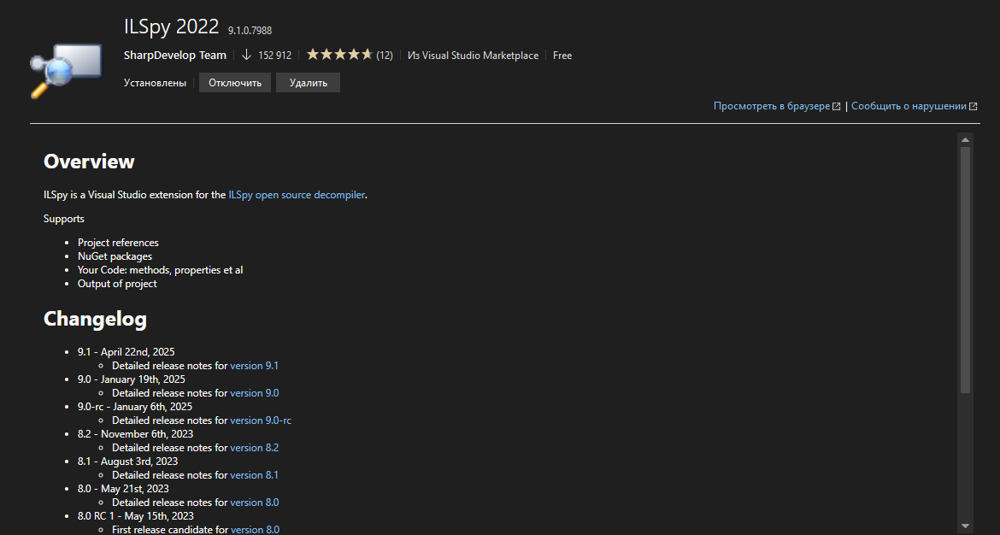 ILSpy 2022 9.1.0.7988
SharpDevelop Team 152 912 (12) Из Visual Studio Marketplace Free
Установлены Отключить Удалить
Просмотреть в браузере | Сообщить о нарушении
Overview
ILSpy is a Visual Studio extension for the ILSpy open source decompiler.
Supports
Project references
NuGet packages
Your Code: methods, properties et al
Output of project
Changelog
9.1 - April 22nd, 2025
Detailed release notes for version 9.1
9.0 - January 19th, 2025
Detailed release notes for version 9.0
9.0-rc - January 6th, 2025
Detailed release notes for version 9.0-rc
8.2 - November 6th, 2023
Detailed release notes for version 8.2
8.1 - August 3rd, 2023
Detailed release notes for version 8.1
8.0 - May 21st, 2023
Detailed release notes for version 8.0
8.0 RC 1 - May 15th, 2023
First release candidate for version 8.0